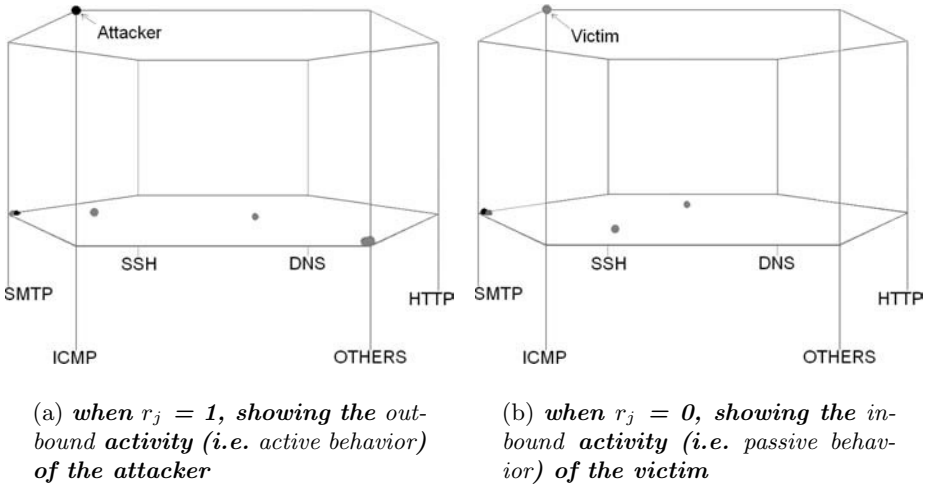 Attacker
SSH
DNS
SMTP
HTTP
ICMP
OTHERS
Victim
SSH
DNS
SMTP
HTTP
ICMP
OTHERS
(a) when r_j = 1, showing the out-
bound activity (i.e. active behavior)
of the attacker
(b) when r_j = 0, showing the in-
bound activity (i.e. passive behav-
ior) of the victim